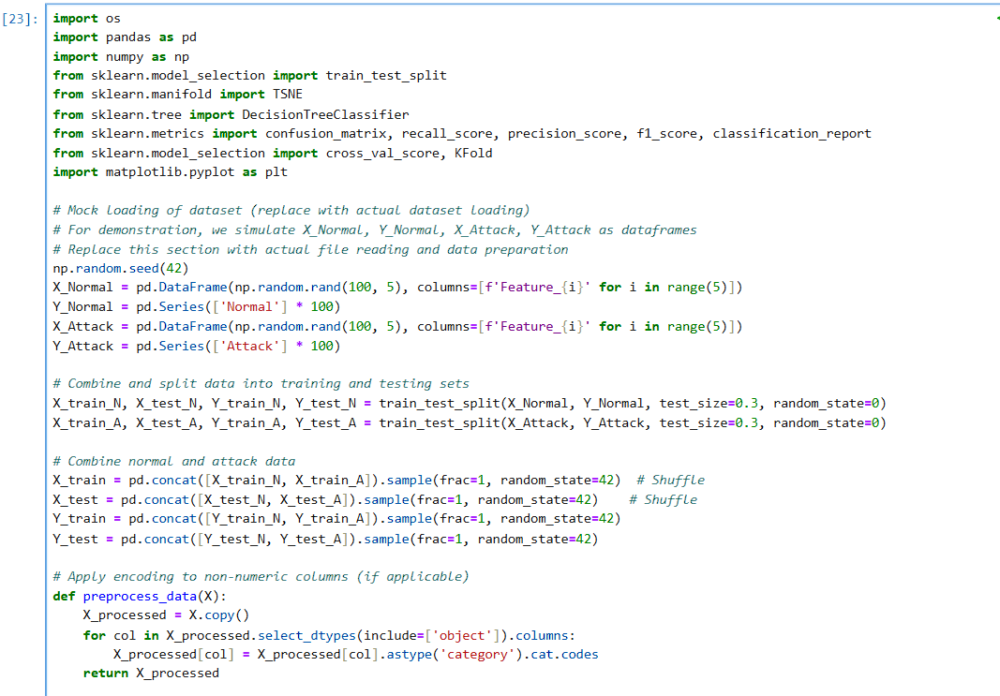 [23]:
import os
import pandas as pd
import numpy as np
from sklearn.model_selection import train_test_split
from sklearn.manifold import TSNE
from sklearn.tree import DecisionTreeClassifier
from sklearn.metrics import confusion_matrix, recall_score, precision_score, f1_score, classification_report
from sklearn.model_selection import cross_val_score, KFold
import matplotlib.pyplot as plt

# Mock loading of dataset (replace with actual dataset loading)
# For demonstration, we simulate X_Normal, Y_Normal, X_Attack, Y_Attack as dataframes
# Replace this section with actual file reading and data preparation
np.random.seed(42)
X_Normal = pd.DataFrame(np.random.rand(100, 5), columns=[f'Feature_{i}' for i in range(5)])
Y_Normal = pd.Series(['Normal'] * 100)
X_Attack = pd.DataFrame(np.random.rand(100, 5), columns=[f'Feature_{i}' for i in range(5)])
Y_Attack = pd.Series(['Attack'] * 100)

# Combine and split data into training and testing sets
X_train_N, X_test_N, Y_train_N, Y_test_N = train_test_split(X_Normal, Y_Normal, test_size=0.3, random_state=0)
X_train_A, X_test_A, Y_train_A, Y_test_A = train_test_split(X_Attack, Y_Attack, test_size=0.3, random_state=0)

# Combine normal and attack data
X_train = pd.concat([X_train_N, X_train_A]).sample(frac=1, random_state=42)  # Shuffle
X_test = pd.concat([X_test_N, X_test_A]).sample(frac=1, random_state=42)    # Shuffle
Y_train = pd.concat([Y_train_N, Y_train_A]).sample(frac=1, random_state=42)
Y_test = pd.concat([Y_test_N, Y_test_A]).sample(frac=1, random_state=42)

# Apply encoding to non-numeric columns (if applicable)
def preprocess_data(X):
    X_processed = X.copy()
    for col in X_processed.select_dtypes(include=['object']).columns:
        X_processed[col] = X_processed[col].astype('category').cat.codes
    return X_processed